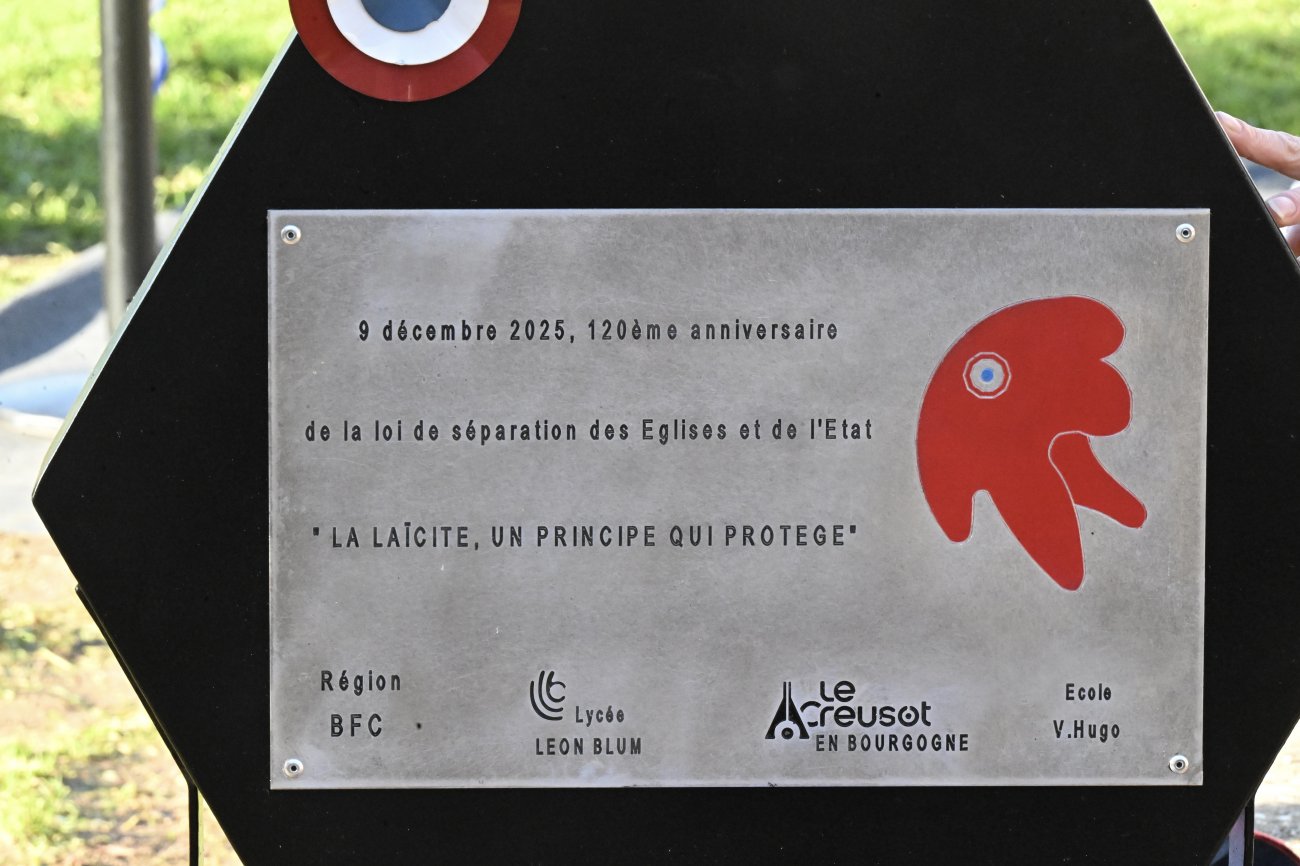 9 décembre 2025, 120ème anniversaire
de la loi de séparation des Eglises et de l'Etat
" LA LAÏCITE, UN PRINCIPE QUI PROTEGE"
Région
BFC
Lycée
LEON BLUM
Le
Creusot
EN BOURGOGNE
Ecole
V.Hugo